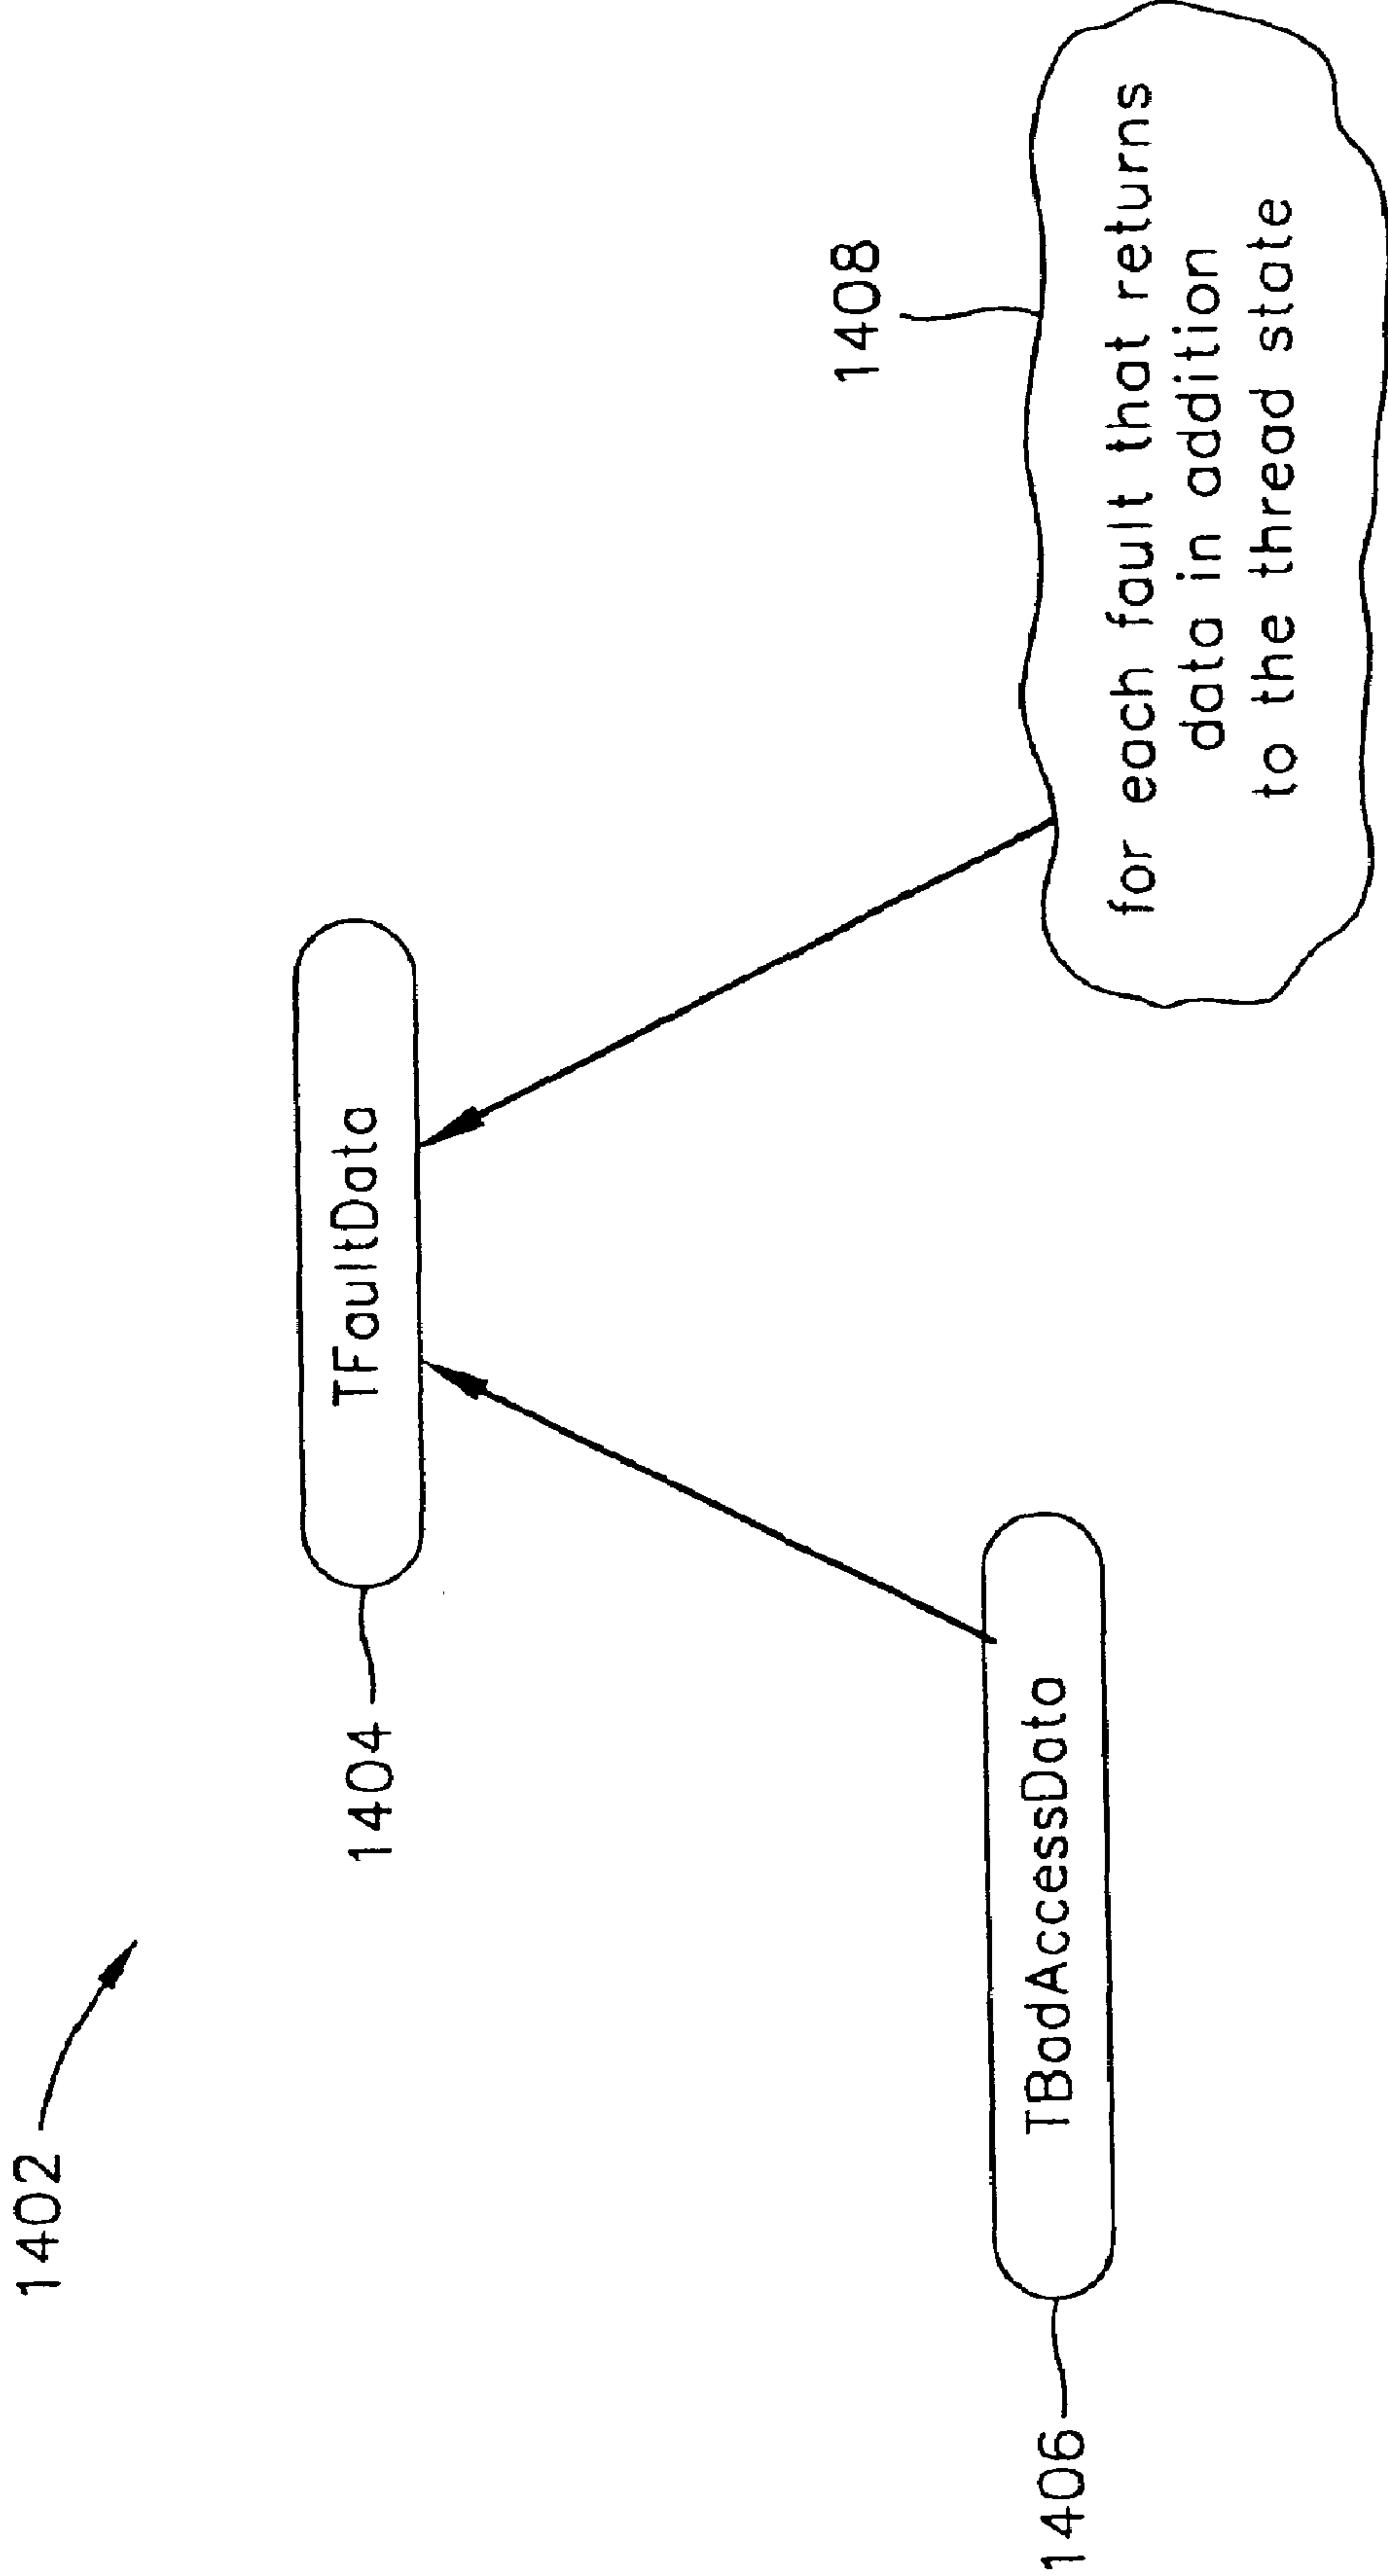 1402
1404
TFaultData
1408
1406
TBadAccessData
for each fault that returns
data in addition
to the thread state